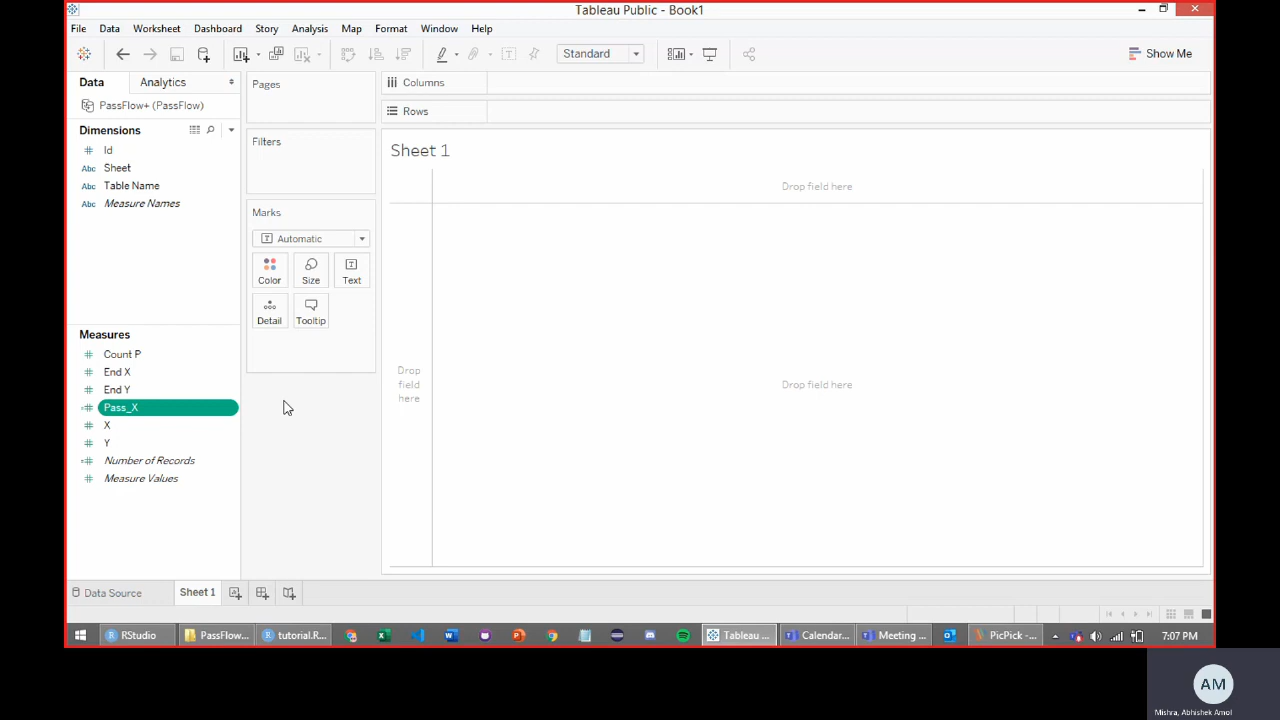 Tableau Public - Book1
File Data Worksheet Dashboard Story Analysis Map Format Window Help
Standard
Show Me
Data Analytics
Pages
Columns
PassFlow+ (PassFlow)
Rows
Dimensions
Filters
Id
Sheet 1
Abc Sheet
Abc Table Name
Drop field here
Abc Measure Names
Marks
Automatic
Color Size Text
Detail Tooltip
Measures
Count P
End X
Drop
field
here
Drop field here
End Y
Pass_X
X
Y
Number of Records
Measure Values
Data Source Sheet 1
RStudio PassFlow... tutorial.R... Tableau ... Calendar... Meeting ... PicPick -... 7:07 PM
AM
Mishra, Abhishek Amol